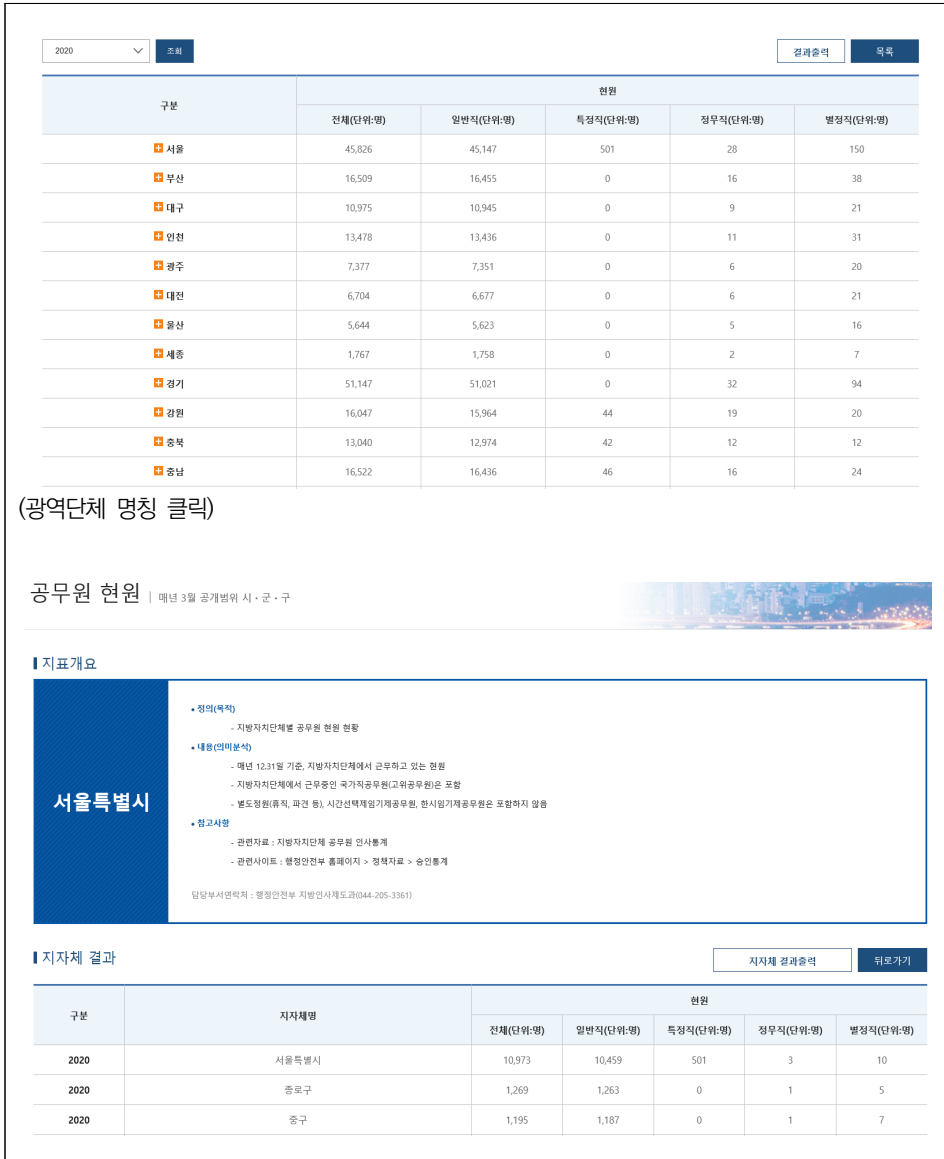 2020 조회 결과출력 목록
구분 현원
전체(단위:명) 일반직(단위:명) 특정직(단위:명) 정무직(단위:명) 별정직(단위:명)
서울 45,826 45,147 501 28 150
부산 16,509 16,455 0 16 38
대구 10,975 10,945 0 9 21
인천 13,478 13,436 0 11 31
광주 7,377 7,351 0 6 20
대전 6,704 6,677 0 6 21
울산 5,644 5,623 0 5 16
세종 1,767 1,758 0 2 7
경기 51,147 51,021 0 32 94
강원 16,047 15,964 44 19 20
충북 13,040 12,974 42 12 12
충남 16,522 16,436 46 16 24
(광역단체 명칭 클릭)
공무원 현원 | 매년 3월 공개범위 시・군・구
지표개요
서울특별시
• 정의(목적)
- 지방자치단체별 공무원 현원 현황
• 내용(의미분석)
- 매년 12.31일 기준, 지방자치단체에서 근무하고 있는 현원
- 지방자치단체에서 근무중인 국가직공무원(고위공무원)은 포함
- 별도정원(휴직, 파견 등), 시간선택제임기제공무원, 한시임기제공무원은 포함하지 않음
• 참고사항
- 관련자료 : 지방자치단체 공무원 인사통계
- 관련사이트 : 행정안전부 홈페이지 > 정책자료 > 승인통계
담당부서연락처 : 행정안전부 지방인사제도과(044-205-3361)
지자체 결과 지자체 결과출력 뒤로가기
구분 지자체명 현원
전체(단위:명) 일반직(단위:명) 특정직(단위:명) 정무직(단위:명) 별정직(단위:명)
2020 서울특별시 10,973 10,459 501 3 10
2020 종로구 1,269 1,263 0 1 5
2020 중구 1,195 1,187 0 1 7